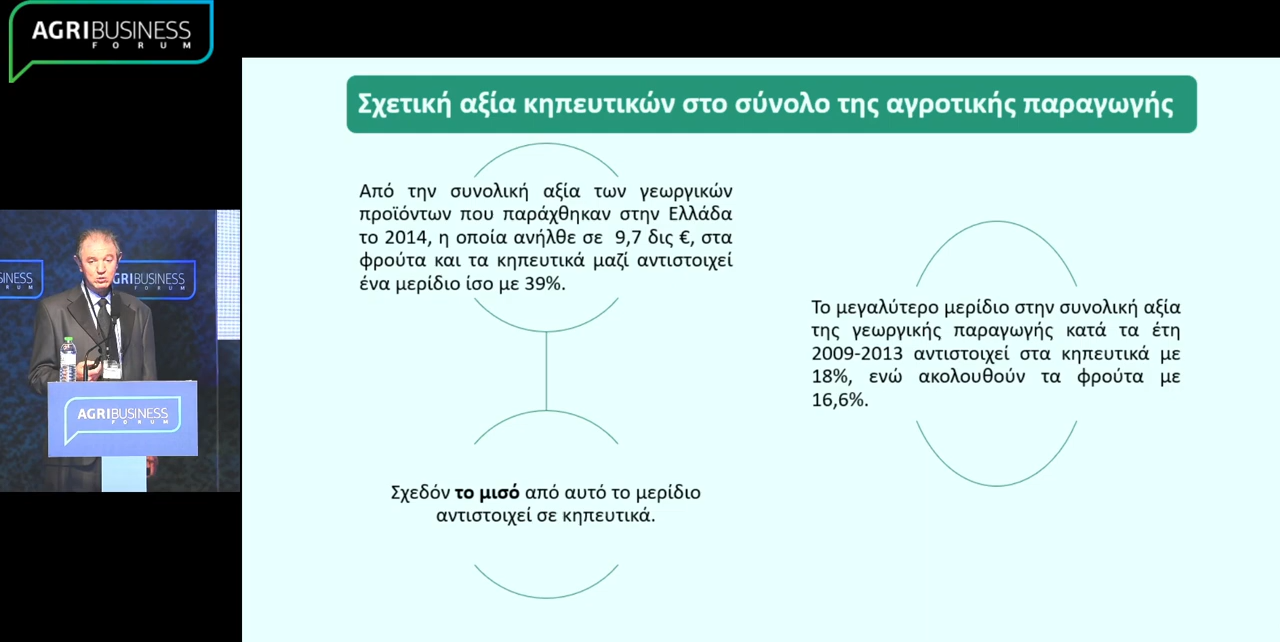 AGRIBUSINESS
FORUM
Σχετική αξία κηπευτικών στο σύνολο της αγροτικής παραγωγής
Από την συνολική αξία των γεωργικών
προϊόντων που παράχθηκαν στην Ελλάδα
το 2014, η οποία ανήλθε σε 9,7 δις €, στα
φρούτα και τα κηπευτικά μαζί αντιστοιχεί
ένα μερίδιο ίσο με 39%.
Σχεδόν το μισό από αυτό το μερίδιο
αντιστοιχεί σε κηπευτικά.
Το μεγαλύτερο μερίδιο στην συνολική αξία
της γεωργικής παραγωγής κατά τα έτη
2009-2013 αντιστοιχεί στα κηπευτικά με
18%, ενώ ακολουθούν τα φρούτα με
16,6%.
INESS
RIBUSINESS
FORUM
AGRIBUSINESS
FORUM